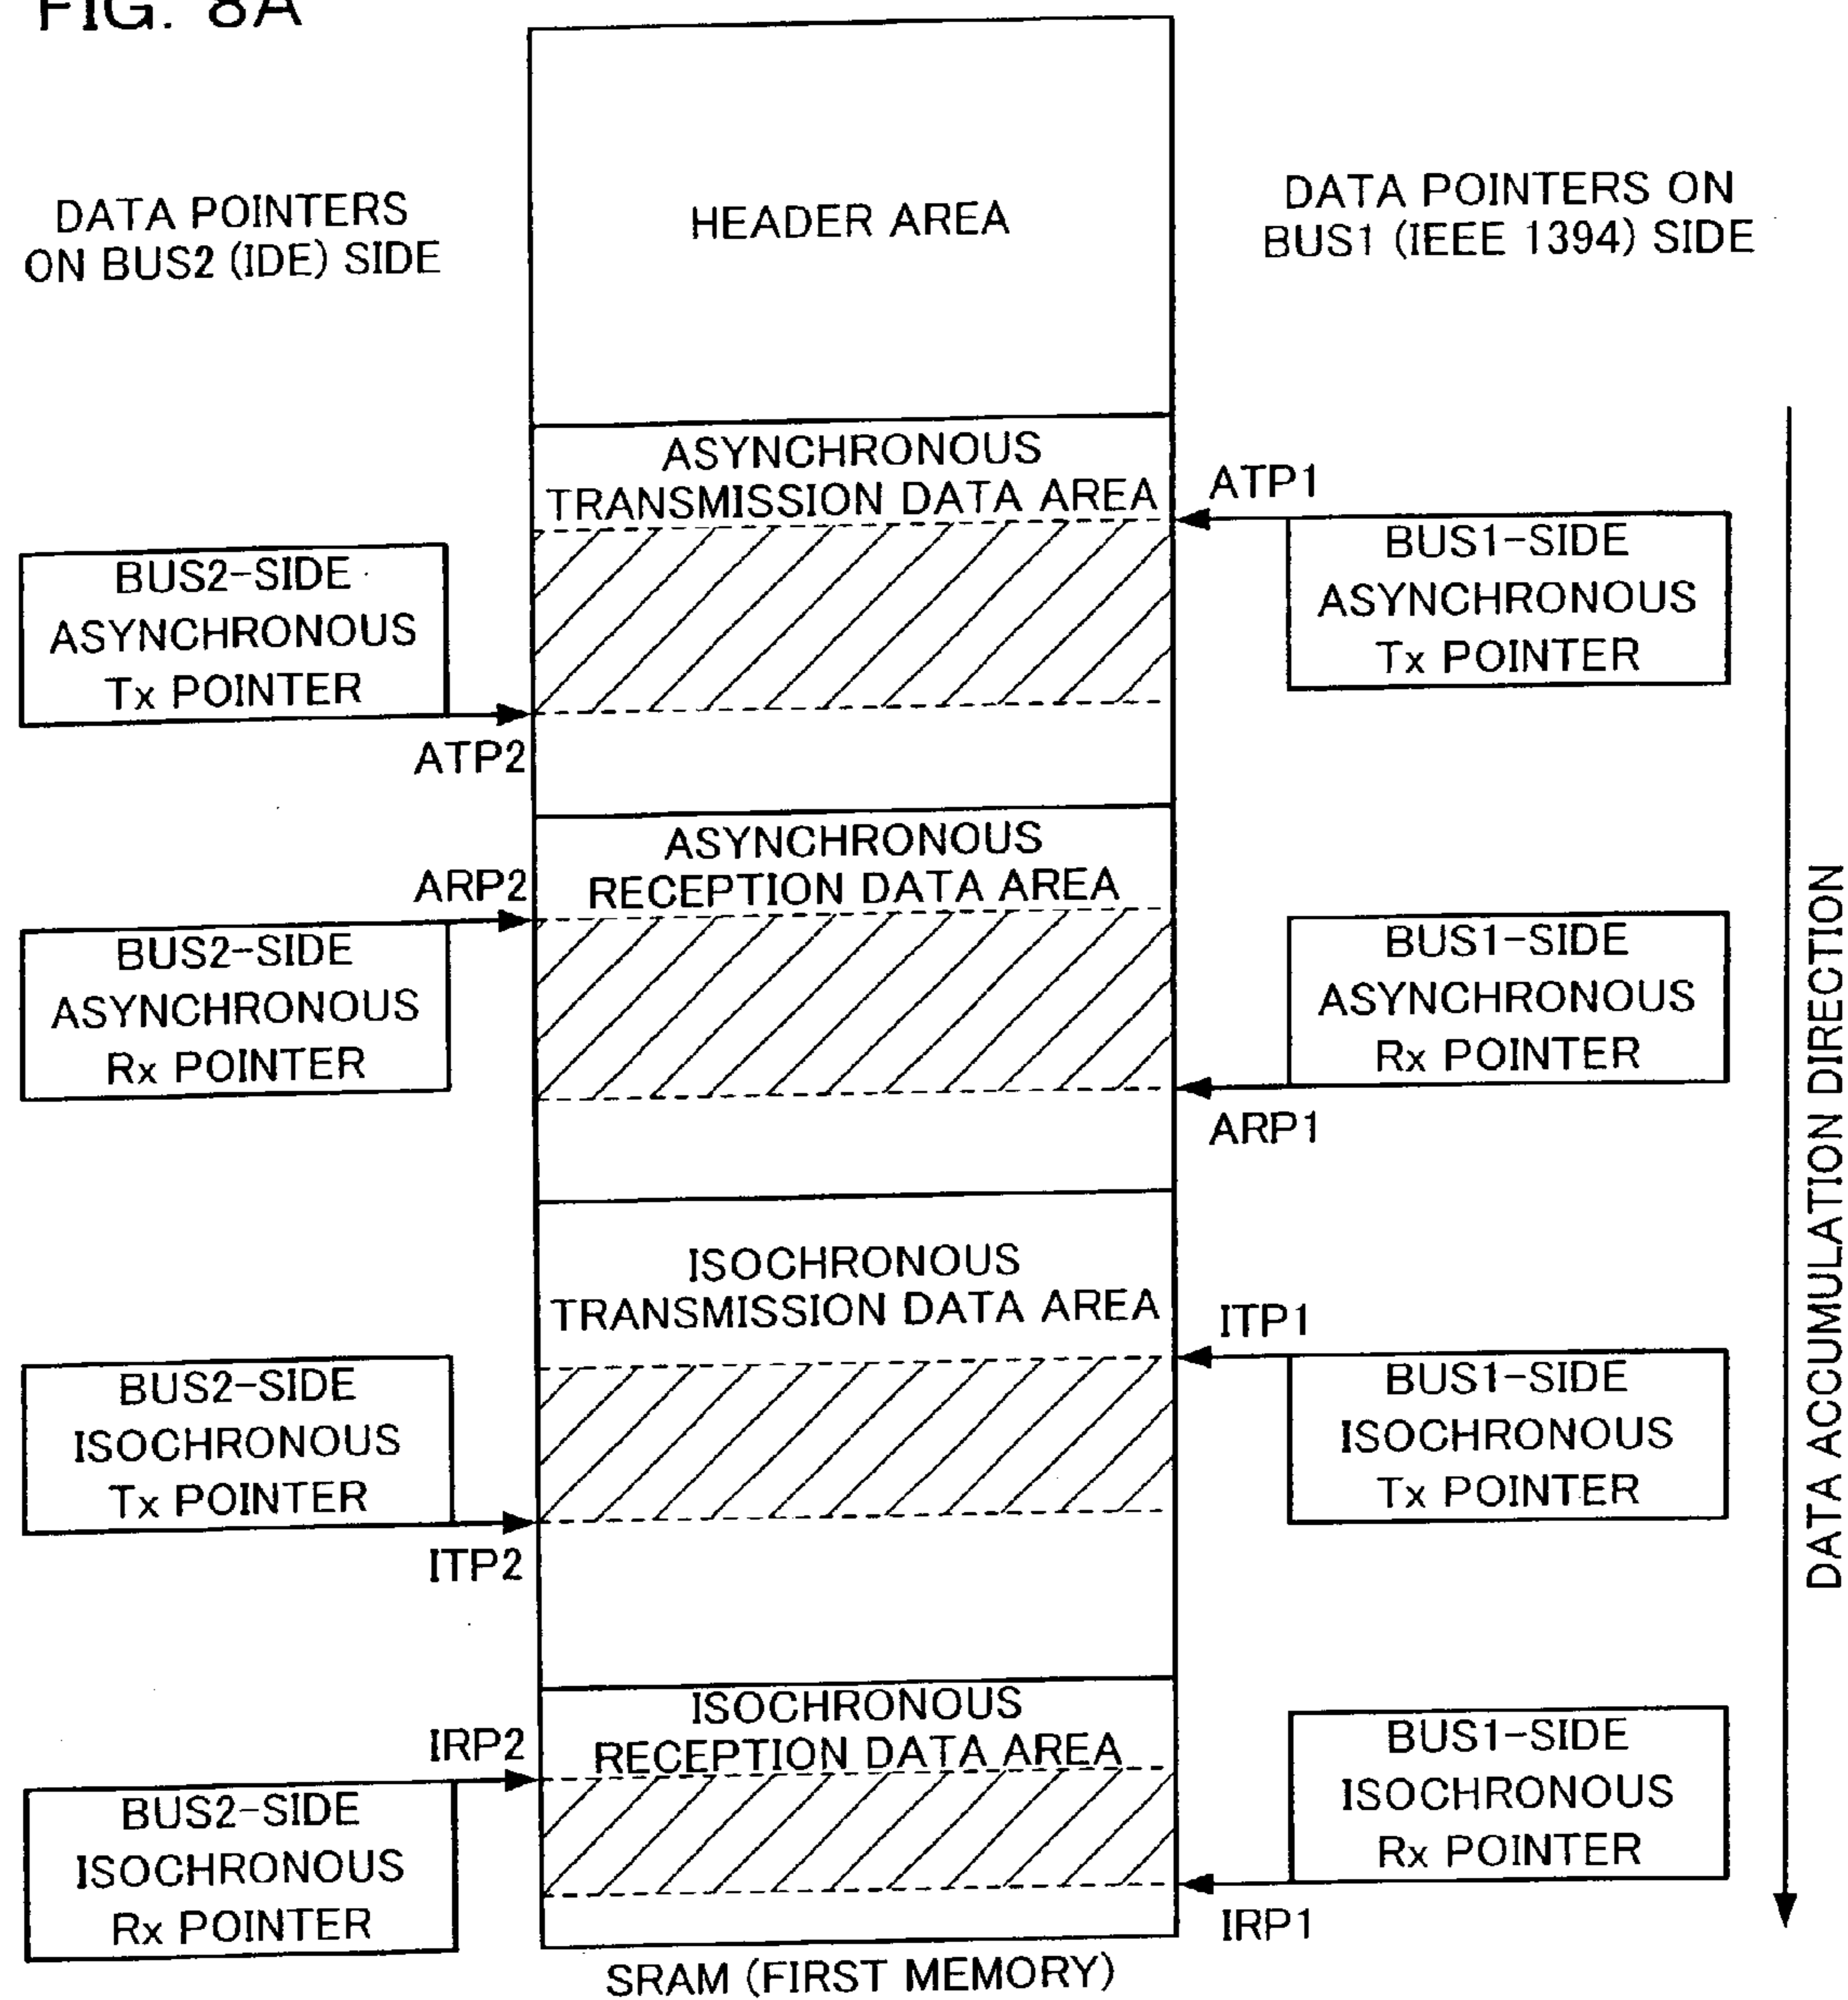 FIG. 8A
DATA POINTERS
ON BUS2 (IDE) SIDE
HEADER AREA
DATA POINTERS ON
BUS1 (IEEE 1394) SIDE
ASYNCHRONOUS
TRANSMISSION DATA AREA
ATP1
BUS1-SIDE
ASYNCHRONOUS
Tx POINTER
BUS2-SIDE
ASYNCHRONOUS
Tx POINTER
ATP2
ASYNCHRONOUS
RECEPTION DATA AREA
ARP2
BUS2-SIDE
ASYNCHRONOUS
Rx POINTER
BUS1-SIDE
ASYNCHRONOUS
Rx POINTER
ARP1
ISOCHRONOUS
TRANSMISSION DATA AREA
ITP1
BUS1-SIDE
ISOCHRONOUS
Tx POINTER
BUS2-SIDE
ISOCHRONOUS
Tx POINTER
ITP2
ISOCHRONOUS
RECEPTION DATA AREA
IRP2
BUS2-SIDE
ISOCHRONOUS
Rx POINTER
BUS1-SIDE
ISOCHRONOUS
Rx POINTER
IRP1
DATA ACCUMULATION DIRECTION
SRAM (FIRST MEMORY)